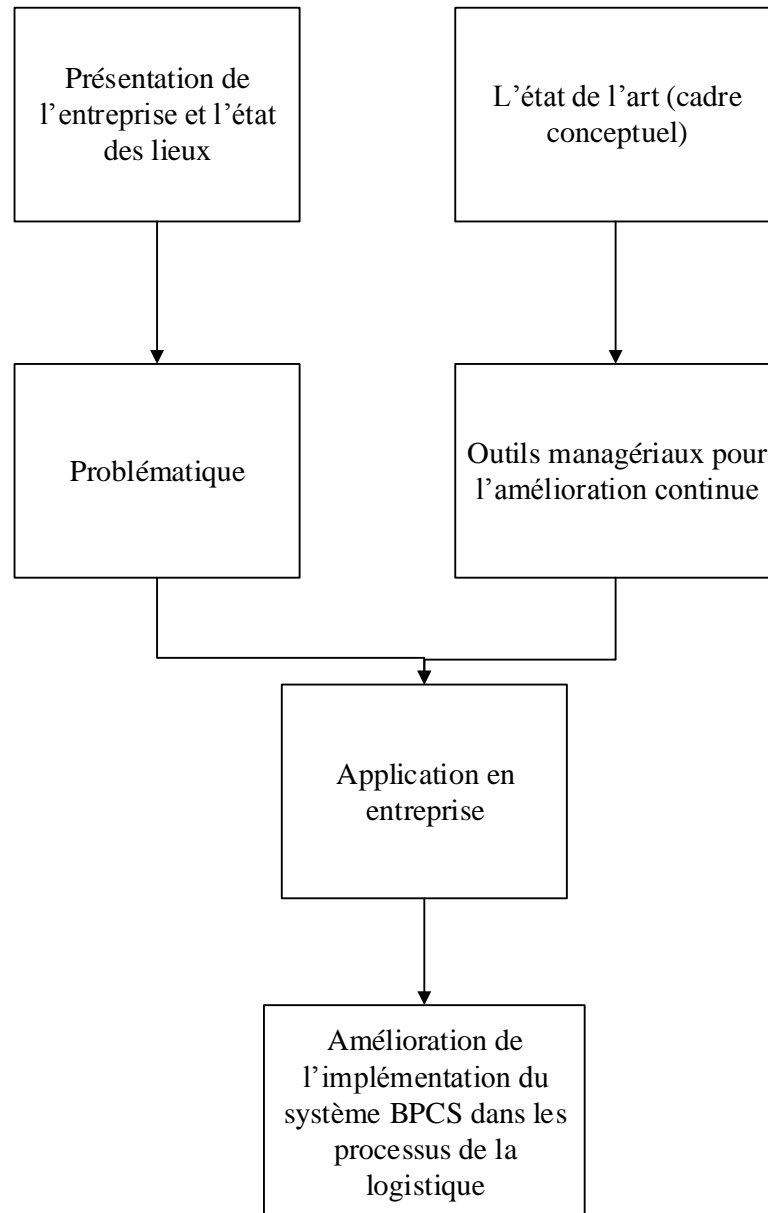 Présentation de
l’entreprise et l’état
des lieux
L’état de l’art (cadre
conceptuel)
Problématique
Outils managériaux pour
l’amélioration continue
Application en
entreprise
Amélioration de
l’implémentation du
système BPCS dans les
processus de la
logistique